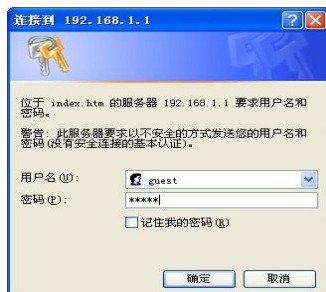 连接到 192.168.1.1
位于 index.htm 的服务器 192.168.1.1 要求用户名和
密码。
警告: 此服务器要求以不安全的方式发送您的用户名和
密码(没有安全连接的基本认证)。
用户名(U):
guest
密码(P):
*****
记住我的密码(R)
确定
取消